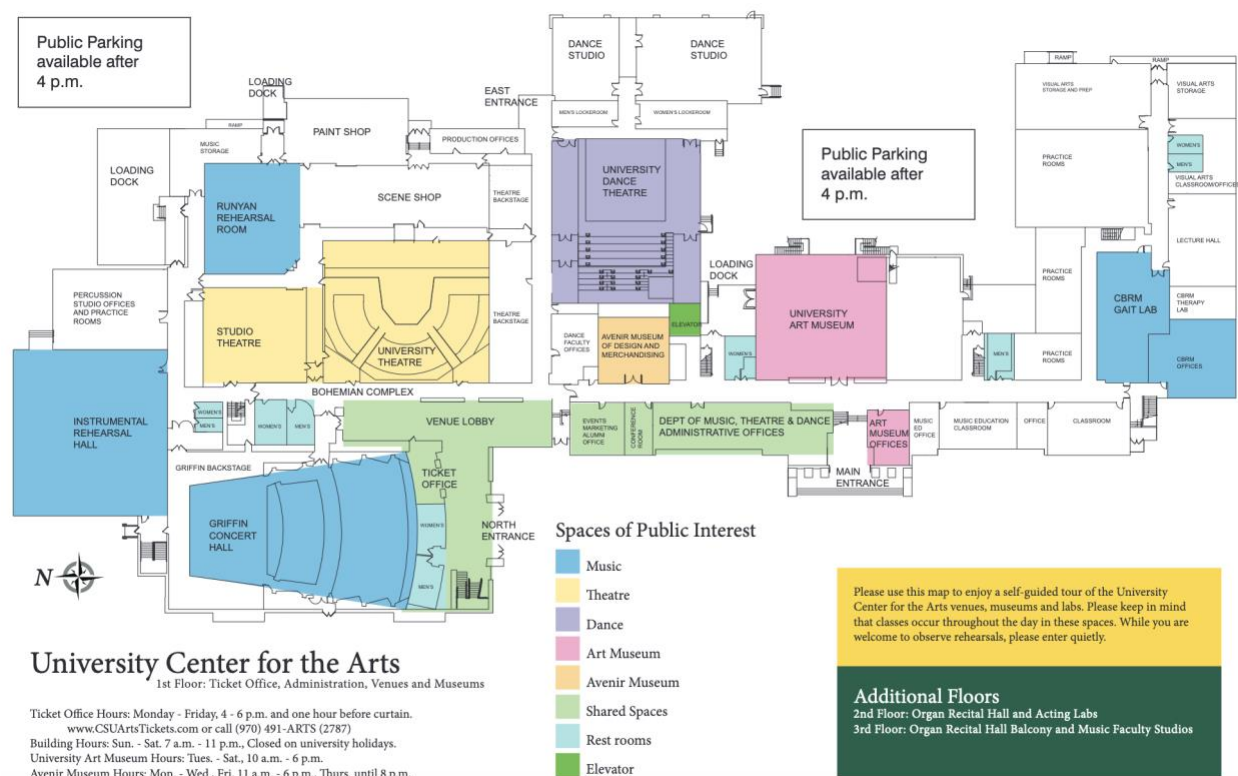 Public Parking
available after
4 p.m.
LOADING
DOCK
RAMP
MUSIC
STORAGE
PAINT SHOP
PRODUCTION OFFICES
EAST
ENTRANCE
DANCE
STUDIO
DANCE
STUDIO
MEN'S LOCKEROOM
WOMEN'S LOCKEROOM
RAMP
RAMP
VISUAL ARTS
STORAGE AND PREP
VISUAL ARTS
STORAGE
LOADING
DOCK
RUNYAN
REHEARSAL
ROOM
SCENE SHOP
THEATRE
BACKSTAGE
UNIVERSITY
DANCE
THEATRE
Public Parking
available after
4 p.m.
PRACTICE
ROOMS
WOMEN'S
MEN'S
VISUAL ARTS
CLASSROOM/OFFICES
LECTURE HALL
PERCUSSION
STUDIO OFFICES
AND PRACTICE
ROOMS
STUDIO
THEATRE
UNIVERSITY
THEATRE
THEATRE
BACKSTAGE
DANCE
FACULTY
OFFICES
AVENIR MUSEUM
OF DESIGN AND
MERCHANDISING
ELEVATOR
LOADING
DOCK
WOMEN'S
UNIVERSITY
ART MUSEUM
MEN'S
PRACTICE
ROOMS
PRACTICE
ROOMS
CBRM
GAIT LAB
CBRM
THERAPY
LAB
CBRM
OFFICES
BOHEMIAN COMPLEX
INSTRUMENTAL
REHEARSAL
HALL
WOMEN'S
MEN'S
WOMEN'S
MEN'S
VENUE LOBBY
EVENTS
MARKETING
ALUMNI
OFFICE
CONFERENCE
ROOM
DEPT OF MUSIC, THEATRE & DANCE
ADMINISTRATIVE OFFICES
ART
MUSEUM
OFFICES
MUSIC
ED
OFFICE
MUSIC EDUCATION
CLASSROOM
OFFICE
CLASSROOM
GRIFFIN BACKSTAGE
TICKET
OFFICE
MAIN
ENTRANCE
GRIFFIN
CONCERT
HALL
WOMEN'S
MEN'S
NORTH
ENTRANCE
N
Spaces of Public Interest
Music
Theatre
Dance
Art Museum
Avenir Museum
Shared Spaces
Rest rooms
Elevator
University Center for the Arts
1st Floor: Ticket Office, Administration, Venues and Museums
Ticket Office Hours: Monday - Friday, 4 - 6 p.m. and one hour before curtain.
www.CSUArtsTickets.com or call (970) 491-ARTS (2787)
Building Hours: Sun. - Sat. 7 a.m. - 11 p.m., Closed on university holidays.
University Art Museum Hours: Tues. - Sat., 10 a.m. - 6 p.m.
Avenir Museum Hours: Mon. - Wed., Fri. 11 a.m. - 6 p.m., Thurs. until 8 p.m.
Please use this map to enjoy a self-guided tour of the University
Center for the Arts venues, museums and labs. Please keep in mind
that classes occur throughout the day in these spaces. While you are
welcome to observe rehearsals, please enter quietly.
Additional Floors
2nd Floor: Organ Recital Hall and Acting Labs
3rd Floor: Organ Recital Hall Balcony and Music Faculty Studios